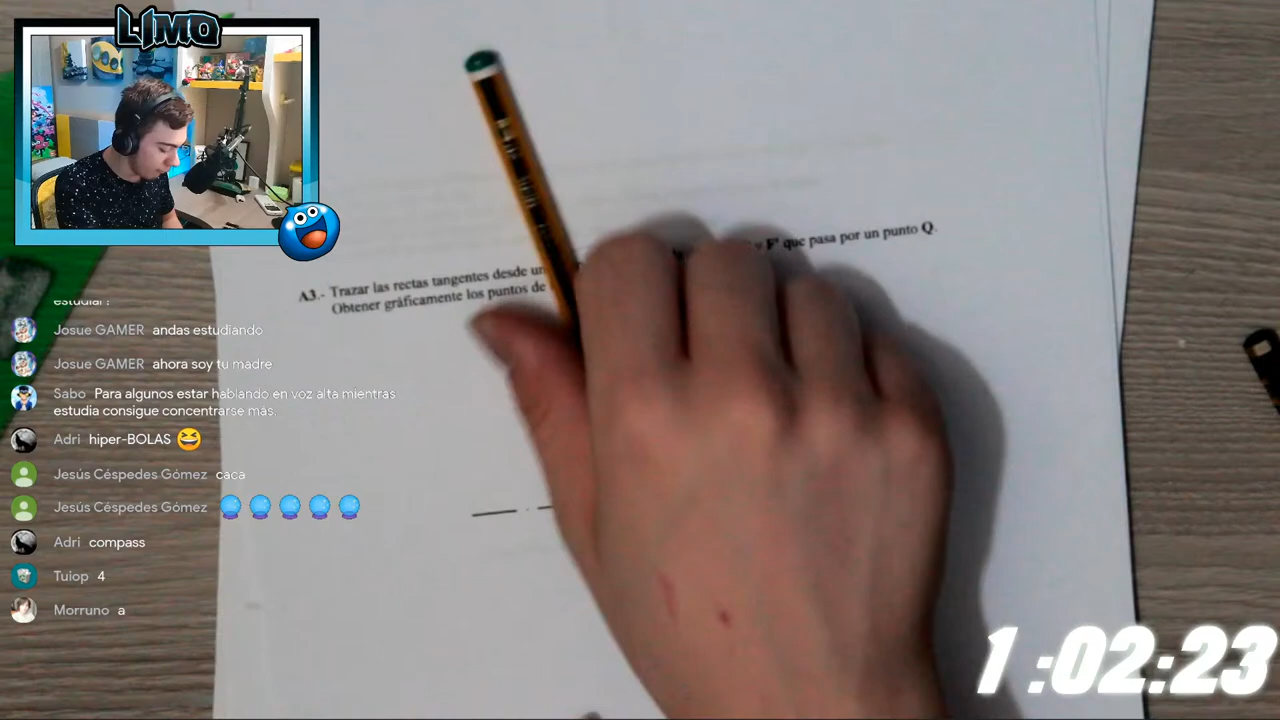 LIMO
A3.- Trazar las rectas tangentes desde un F' que pasa por un punto Q.
Obtener gráficamente los puntos de
estudiar?
Josue GAMER andas estudiando
Josue GAMER ahora soy tu madre
Sabo Para algunos estar hablando en voz alta mientras
estudia consigue concentrarse más.
Adri hiper-BOLAS
Jesús Céspedes Gómez caca
Jesús Céspedes Gómez
Adri compass
Tuiop 4
Morruno a
1:02:23